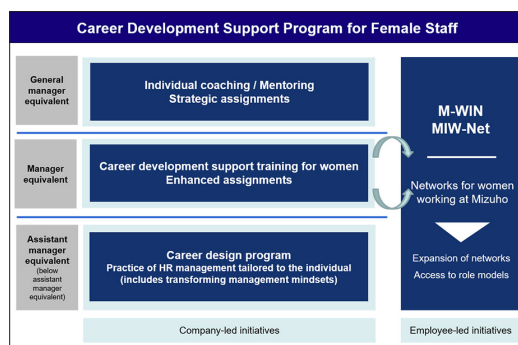 Career Development Support Program for Female Staff
General
manager
equivalent
Individual coaching / Mentoring
Strategic assignments
Manager
equivalent
Career development support training for women
Enhanced assignments
Assistant
manager
equivalent
(below
assistant
manager
equivalent)
Career design program
Practice of HR management tailored to the individual
(includes transforming management mindsets)
Company-led initiatives
M-WIN
MIW-Net
Networks for women
working at Mizuho
Expansion of networks
Access to role models
Employee-led initiatives